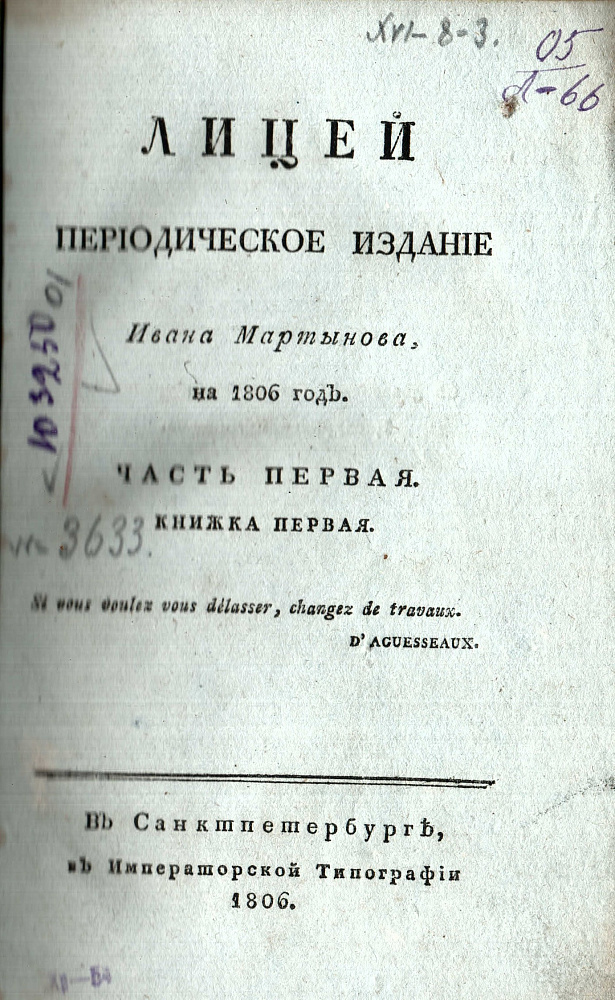 XVI-8-3.
05
Л-66
ЛИЦЕЙ
ПЕРІОДИЧЕСКОЕ ИЗДАНІЕ
Ивана Мартынова,
на 1806 годъ.
ЧАСТЬ ПЕРВАЯ.
КНИЖКА ПЕРВАЯ.
3633.
Si vous voulez vous délasser, changez de travaux.
D' AGUESSEAUX.
Въ Санктпетербургѣ,
въ Императорской Типографіи
1806.